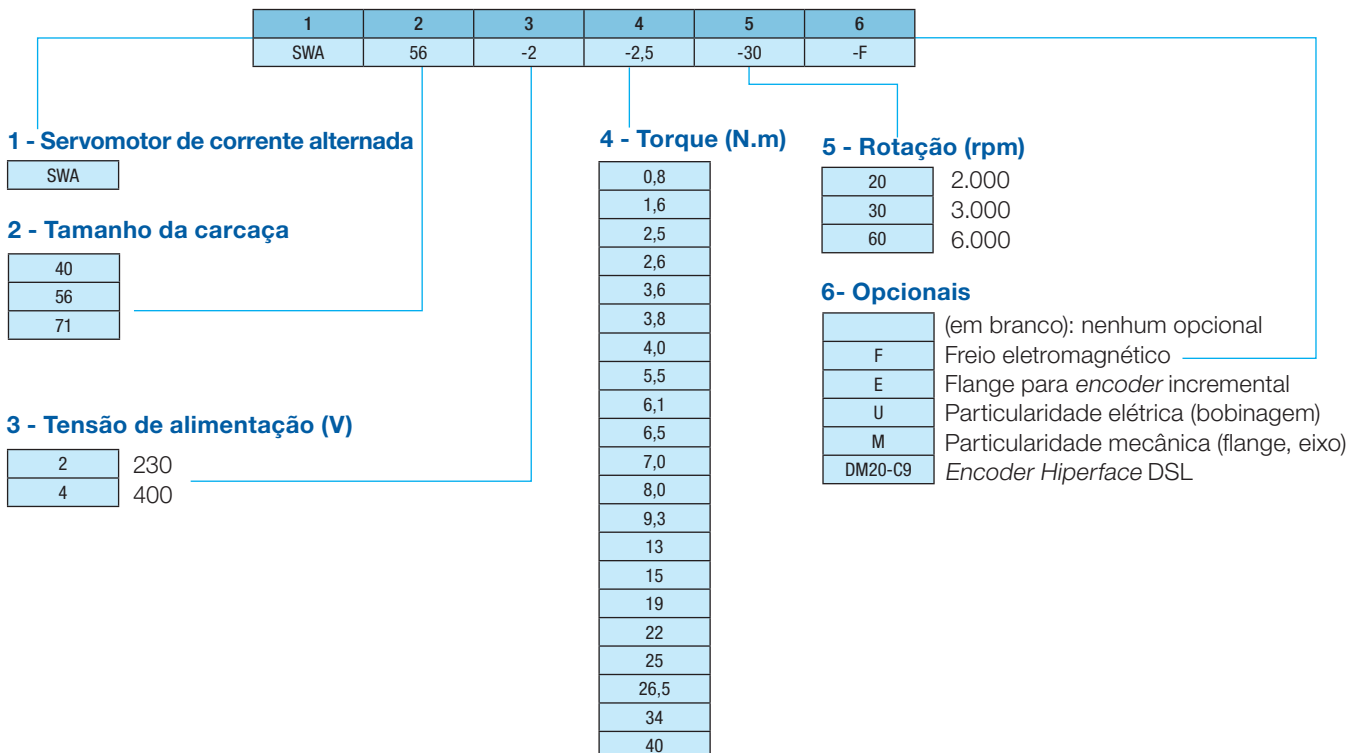 1 2 3 4 5 6
SWA 56 -2 -2,5 -30 -F
1 - Servomotor de corrente alternada
SWA
2 - Tamanho da carcaça
40
56
71
3 - Tensão de alimentação (V)
2 230
4 400
4 - Torque (N.m)
0,8
1,6
2,5
2,6
3,6
3,8
4,0
5,5
6,1
6,5
7,0
8,0
9,3
13
15
19
22
25
26,5
34
40
5 - Rotação (rpm)
20 2.000
30 3.000
60 6.000
6- Opcionais
(em branco): nenhum opcional
F Freio eletromagnético
E Flange para encoder incremental
U Particularidade elétrica (bobinagem)
M Particularidade mecânica (flange, eixo)
DM20-C9 Encoder Hiperface DSL